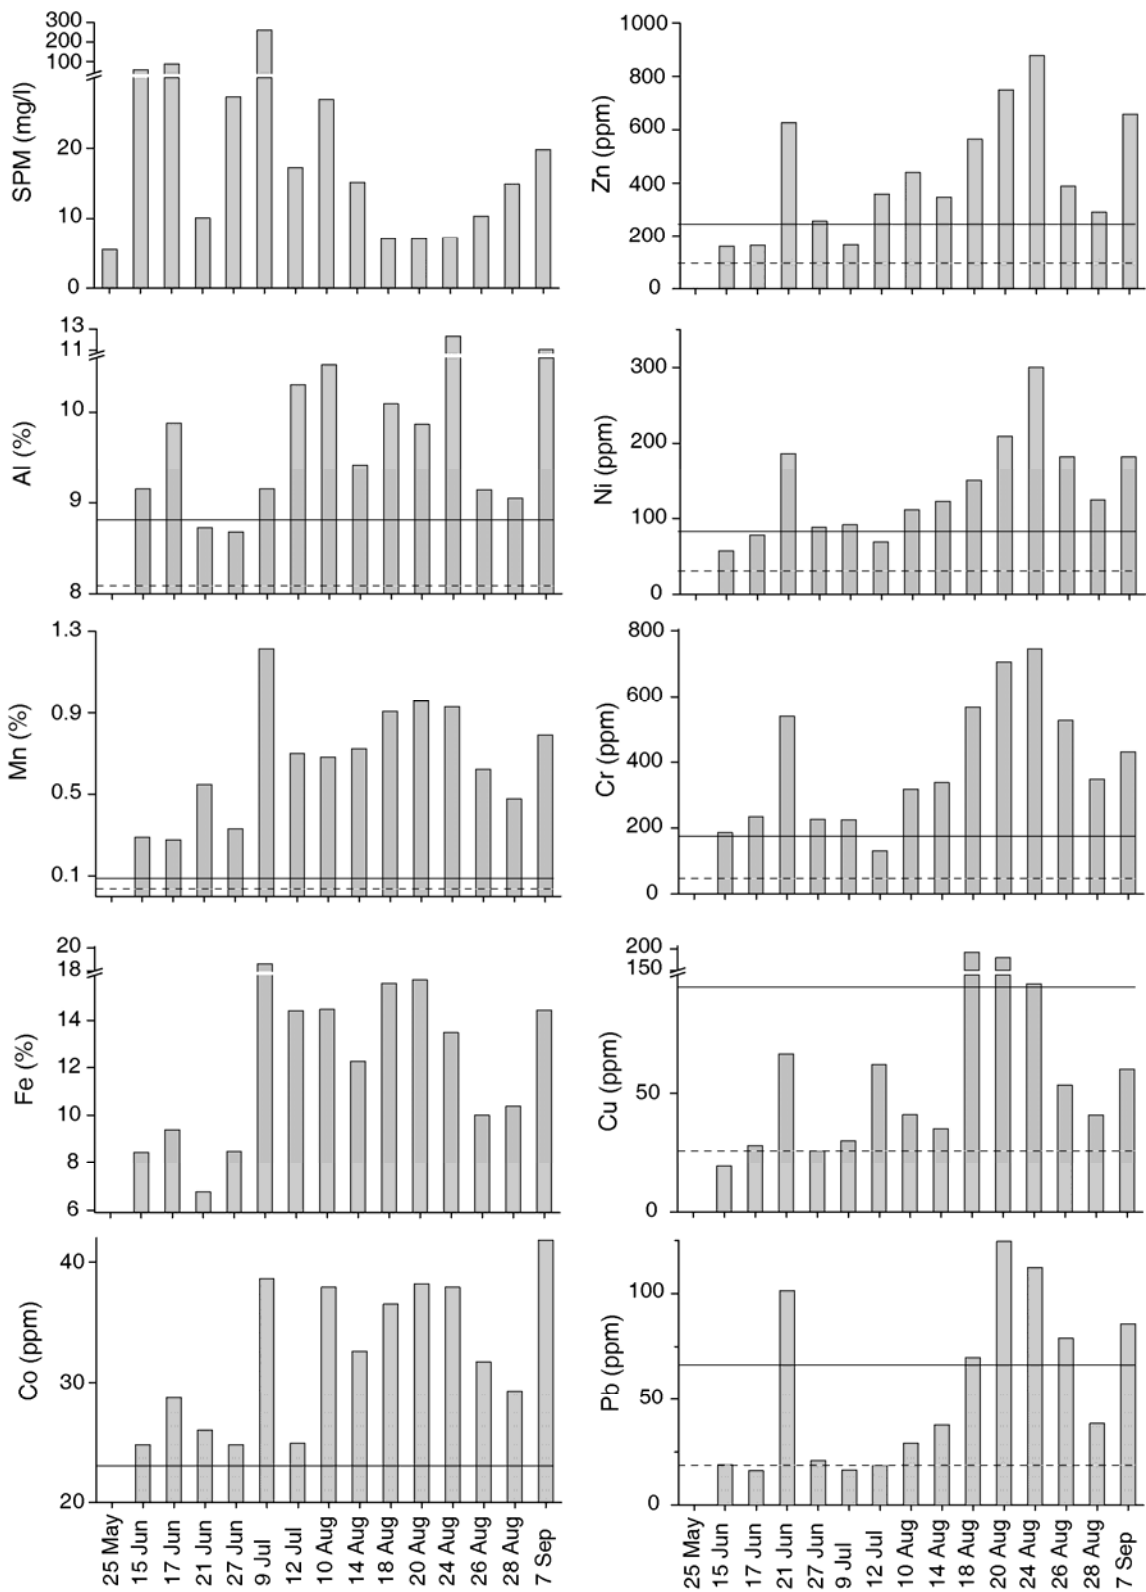 300
200
100
20
10
0
SPM (mg/l)
1000
800
600
400
200
0
Zn (ppm)
13
11
10
9
8
Al (%)
300
200
100
0
Ni (ppm)
1.3
0.9
0.5
0.1
Mn (%)
800
600
400
200
0
Cr (ppm)
20
18
14
12
10
8
6
Fe (%)
200
150
50
0
Cu (ppm)
40
30
20
Co (ppm)
100
50
0
Pb (ppm)
25 May
15 Jun
17 Jun
21 Jun
27 Jun
9 Jul
12 Jul
10 Aug
14 Aug
18 Aug
20 Aug
24 Aug
26 Aug
28 Aug
7 Sep
25 May
15 Jun
17 Jun
21 Jun
27 Jun
9 Jul
12 Jul
10 Aug
14 Aug
18 Aug
20 Aug
24 Aug
26 Aug
28 Aug
7 Sep